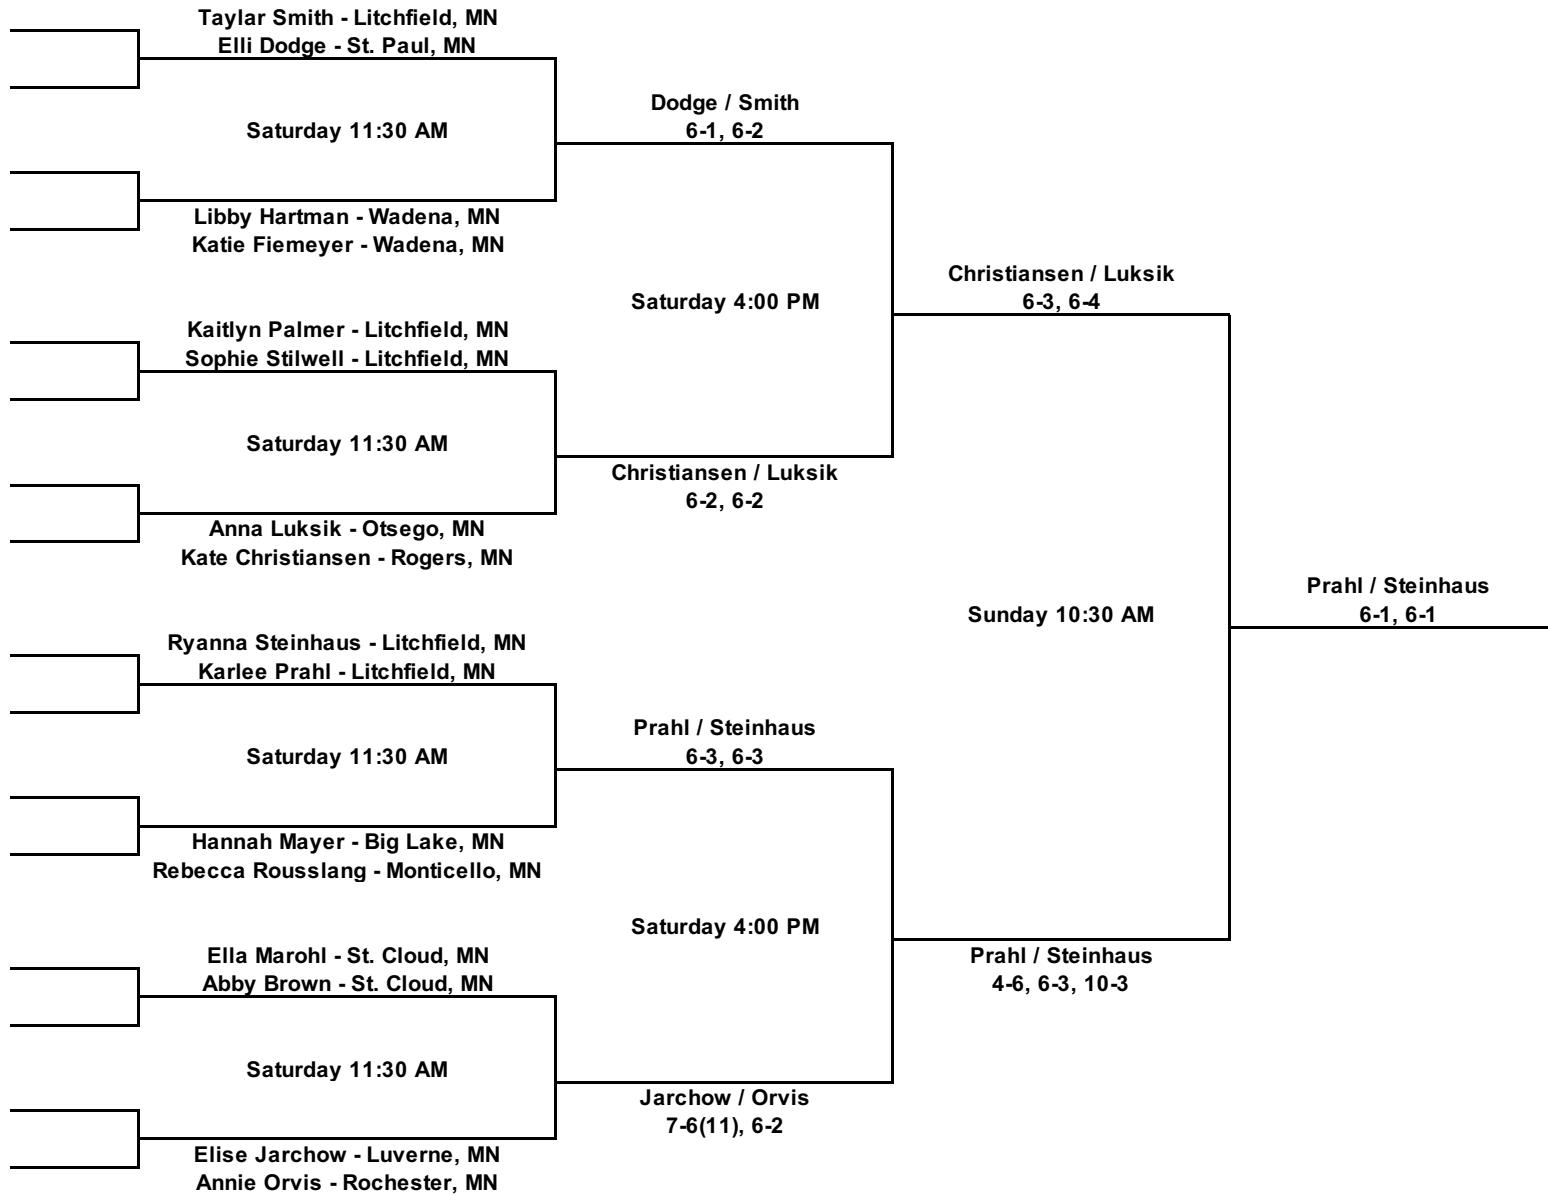 Taylar Smith - Litchfield, MN
Elli Dodge - St. Paul, MN
Saturday 11:30 AM
Libby Hartman - Wadena, MN
Katie Fiemeyer - Wadena, MN
Kaitlyn Palmer - Litchfield, MN
Sophie Stilwell - Litchfield, MN
Saturday 11:30 AM
Anna Luksik - Otsego, MN
Kate Christiansen - Rogers, MN
Ryanna Steinhaus - Litchfield, MN
Karlee Prahl - Litchfield, MN
Saturday 11:30 AM
Hannah Mayer - Big Lake, MN
Rebecca Rousslang - Monticello, MN
Ella Marohl - St. Cloud, MN
Abby Brown - St. Cloud, MN
Saturday 11:30 AM
Elise Jarchow - Luverne, MN
Annie Orvis - Rochester, MN
Dodge / Smith
6-1, 6-2
Saturday 4:00 PM
Christiansen / Luksik
6-2, 6-2
Prahl / Steinhaus
6-3, 6-3
Saturday 4:00 PM
Jarchow / Orvis
7-6(11), 6-2
Christiansen / Luksik
6-3, 6-4
Sunday 10:30 AM
Prahl / Steinhaus
4-6, 6-3, 10-3
Prahl / Steinhaus
6-1, 6-1